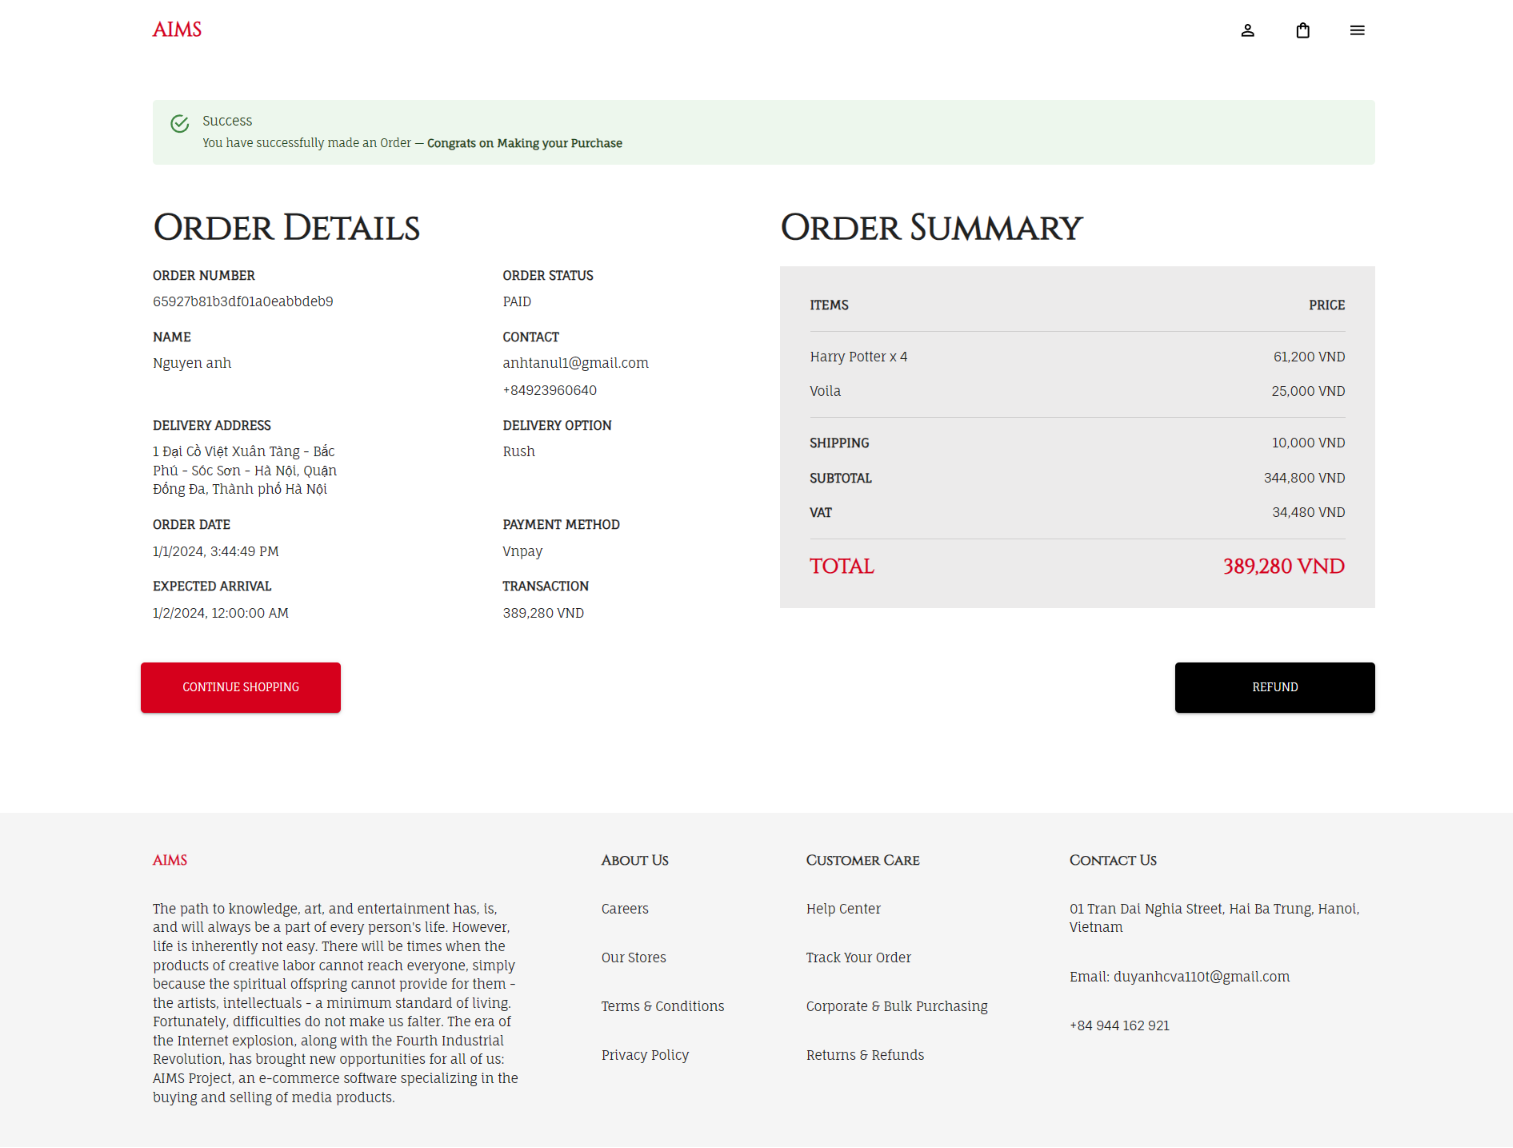 AIMS
Success
You have successfully made an Order — Congrats on Making your Purchase
Order Details
ORDER NUMBER
65927b81b3df01a0eabbdeb9
ORDER STATUS
PAID
NAME
Nguyen anh
CONTACT
anhtanul1@gmail.com
+84923960640
DELIVERY ADDRESS
1 Đại Cồ Việt Xuân Tàng - Bắc
Phú - Sóc Sơn - Hà Nội, Quận
Đống Đa, Thành phố Hà Nội
DELIVERY OPTION
Rush
ORDER DATE
1/1/2024, 3:44:49 PM
PAYMENT METHOD
Vnpay
EXPECTED ARRIVAL
1/2/2024, 12:00:00 AM
TRANSACTION
389,280 VND
Order Summary
ITEMS PRICE
Harry Potter x 4 61,200 VND
Voila 25,000 VND
SHIPPING 10,000 VND
SUBTOTAL 344,800 VND
VAT 34,480 VND
TOTAL 389,280 VND
CONTINUE SHOPPING
REFUND
AIMS
The path to knowledge, art, and entertainment has, is,
and will always be a part of every person's life. However,
life is inherently not easy. There will be times when the
products of creative labor cannot reach everyone, simply
because the spiritual offspring cannot provide for them -
the artists, intellectuals - a minimum standard of living.
Fortunately, difficulties do not make us falter. The era of
the Internet explosion, along with the Fourth Industrial
Revolution, has brought new opportunities for all of us:
AIMS Project, an e-commerce software specializing in the
buying and selling of media products.
About Us
Careers
Our Stores
Terms & Conditions
Privacy Policy
Customer Care
Help Center
Track Your Order
Corporate & Bulk Purchasing
Returns & Refunds
Contact Us
01 Tran Dai Nghia Street, Hai Ba Trung, Hanoi,
Vietnam
Email: duyanhcva110t@gmail.com
+84 944 162 921